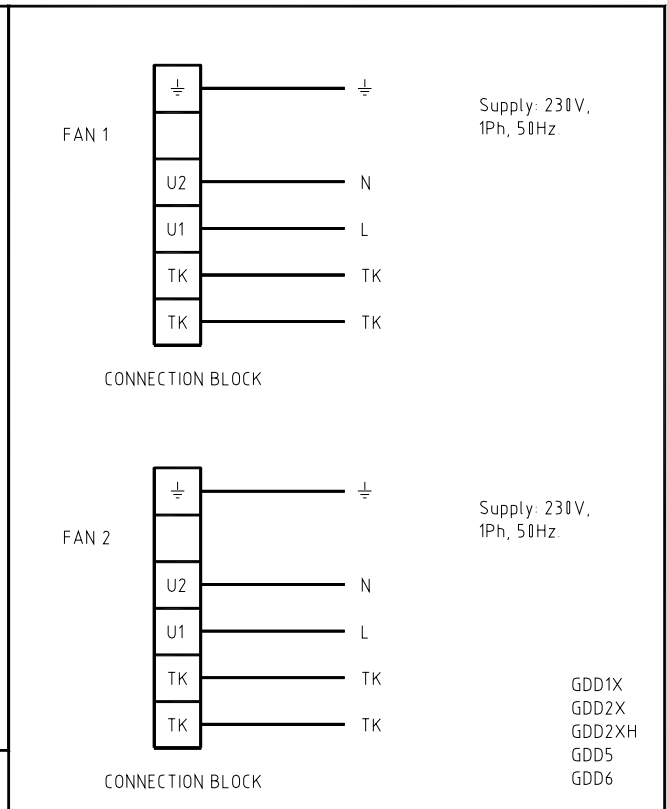 ⏚ ⏚
Supply: 230V,
1Ph, 50Hz.
FAN 1
U2 N
U1 L
TK TK
TK TK
CONNECTION BLOCK
⏚ ⏚
Supply: 230V,
1Ph, 50Hz.
FAN 2
U2 N
U1 L
TK TK
TK TK
CONNECTION BLOCK
GDD1X
GDD2X
GDD2XH
GDD5
GDD6